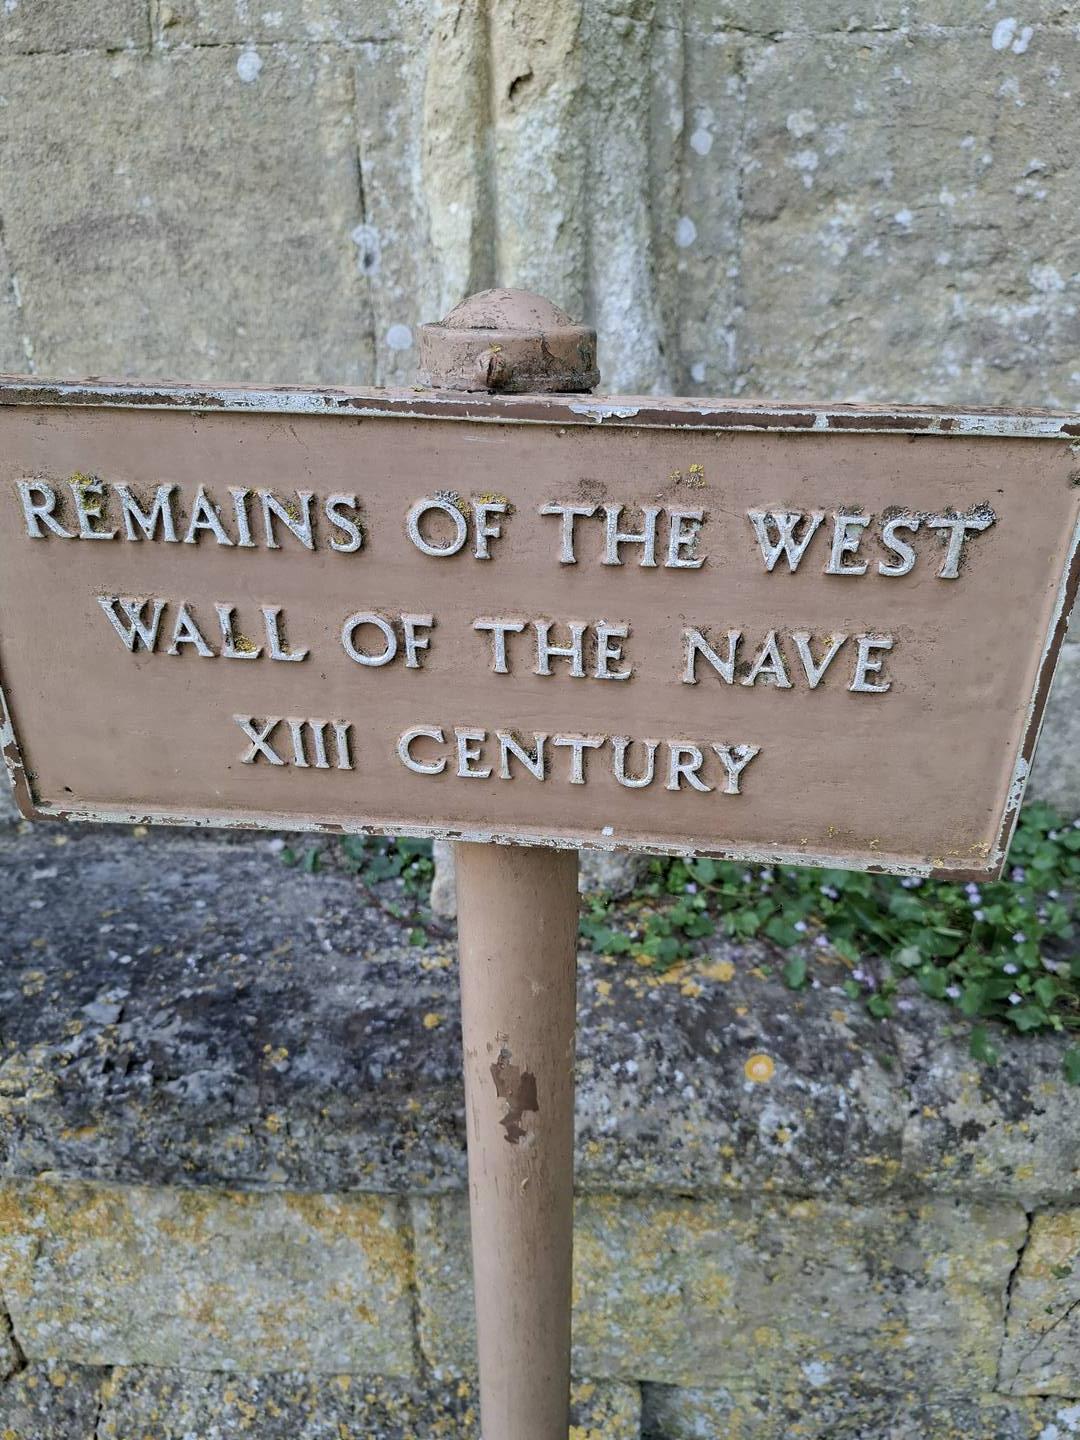 REMAINS OF THE WEST
WALL OF THE NAVE
XIII CENTURY